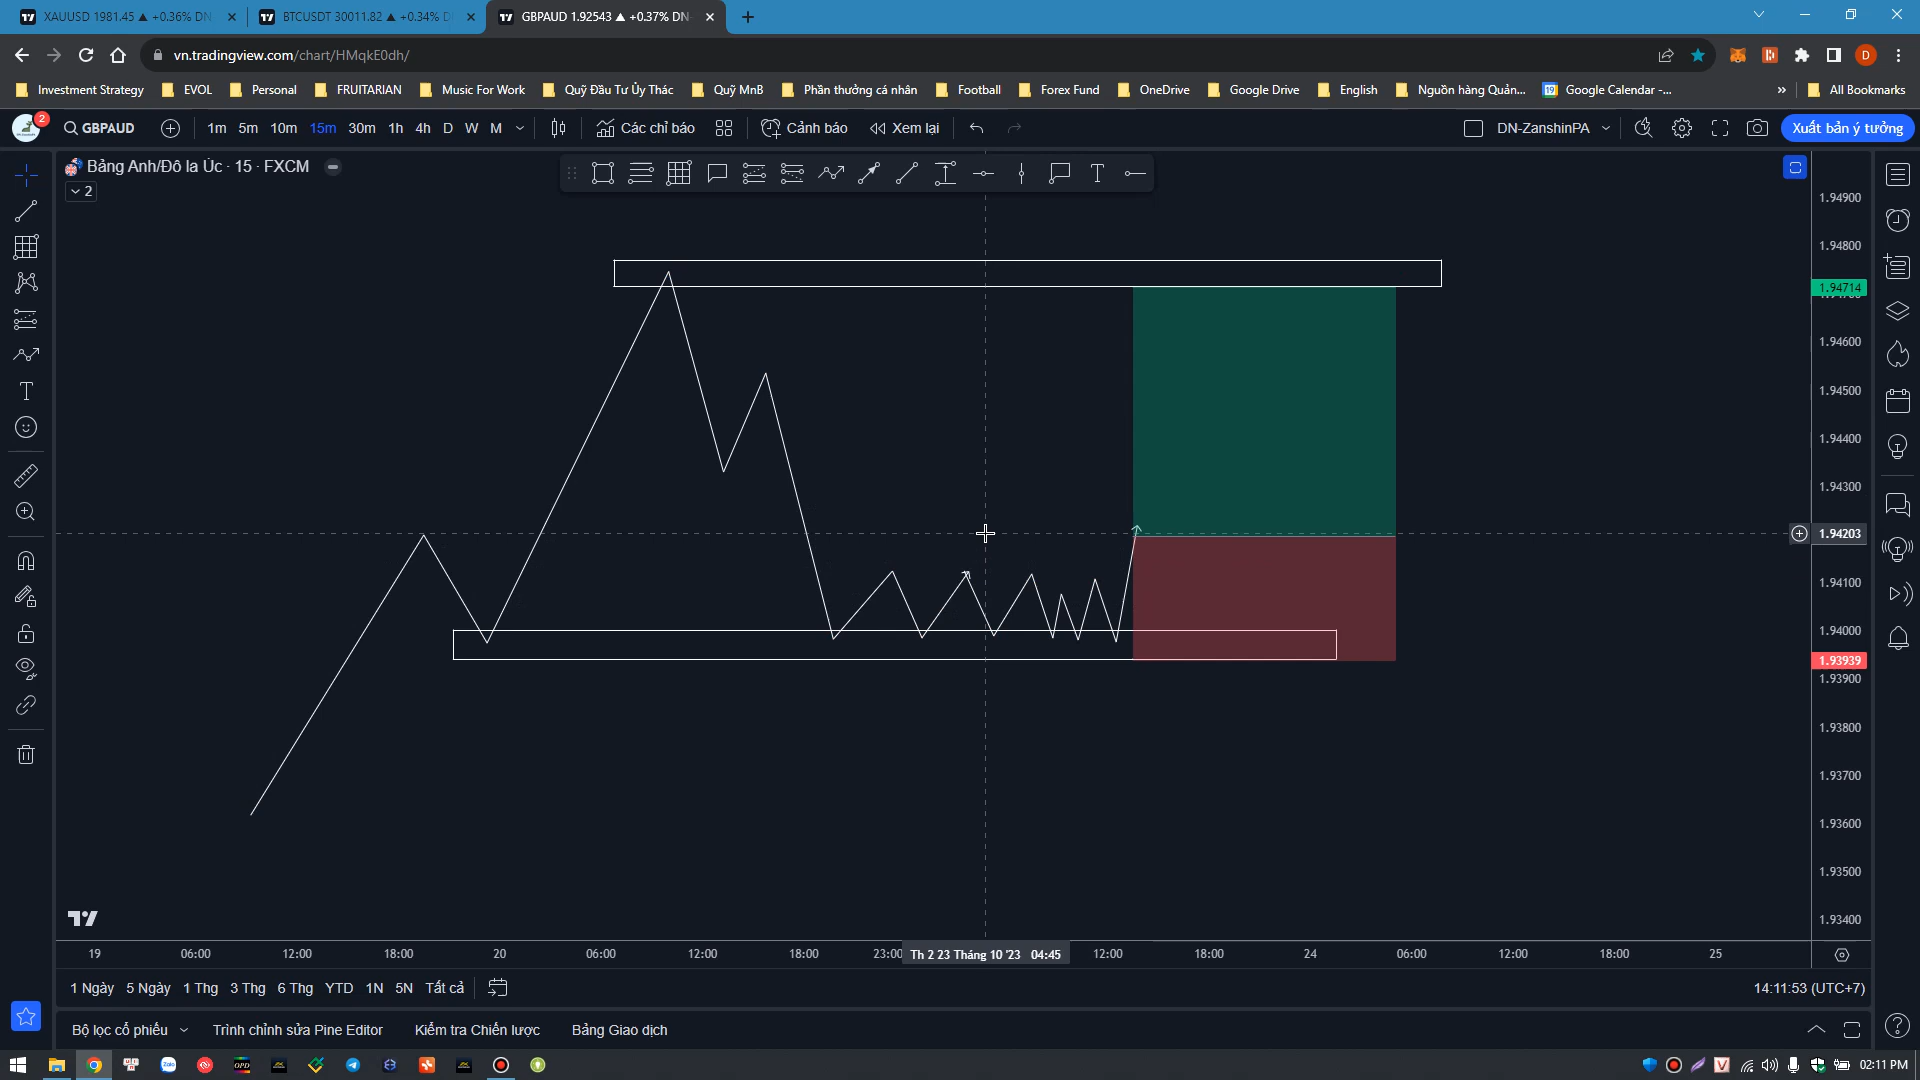 XAUUSD 1981.45 ▲ +0.36% DN
BTCUSDT 30011.82 ▲ +0.34% D
GBPAUD 1.92543 ▲ +0.37% DN-
vn.tradingview.com/chart/HMqkE0dh/
D
Investment Strategy
EVOL
Personal
FRUITARIAN
Music For Work
Quỹ Đầu Tư Ủy Thác
Quỹ MnB
Phần thưởng cá nhân
Football
Forex Fund
OneDrive
Google Drive
English
Nguồn hàng Quản...
19
Google Calendar -...
»
All Bookmarks
2
GBPAUD
1m
5m
10m
15m
30m
1h
4h
D
W
M
Các chỉ báo
Cảnh báo
Xem lại
DN-ZanshinPA
Xuất bản ý tưởng
Bảng Anh/Đô la Úc · 15 · FXCM
2
1.94900
1.94800
1.94714
1.94600
1.94500
1.94400
1.94300
1.94203
1.94100
1.94000
1.93939
1.93900
1.93800
1.93700
1.93600
1.93500
1.93400
19
06:00
12:00
18:00
20
06:00
12:00
18:00
23:00
Th 2 23 Tháng 10 '23 04:45
12:00
18:00
24
06:00
12:00
18:00
25
1 Ngày
5 Ngày
1 Thg
3 Thg
6 Thg
YTD
1N
5N
Tất cả
14:11:53 (UTC+7)
Bộ lọc cổ phiếu
Trình chỉnh sửa Pine Editor
Kiểm tra Chiến lược
Bảng Giao dịch
Zalo
OPD
V
02:11 PM